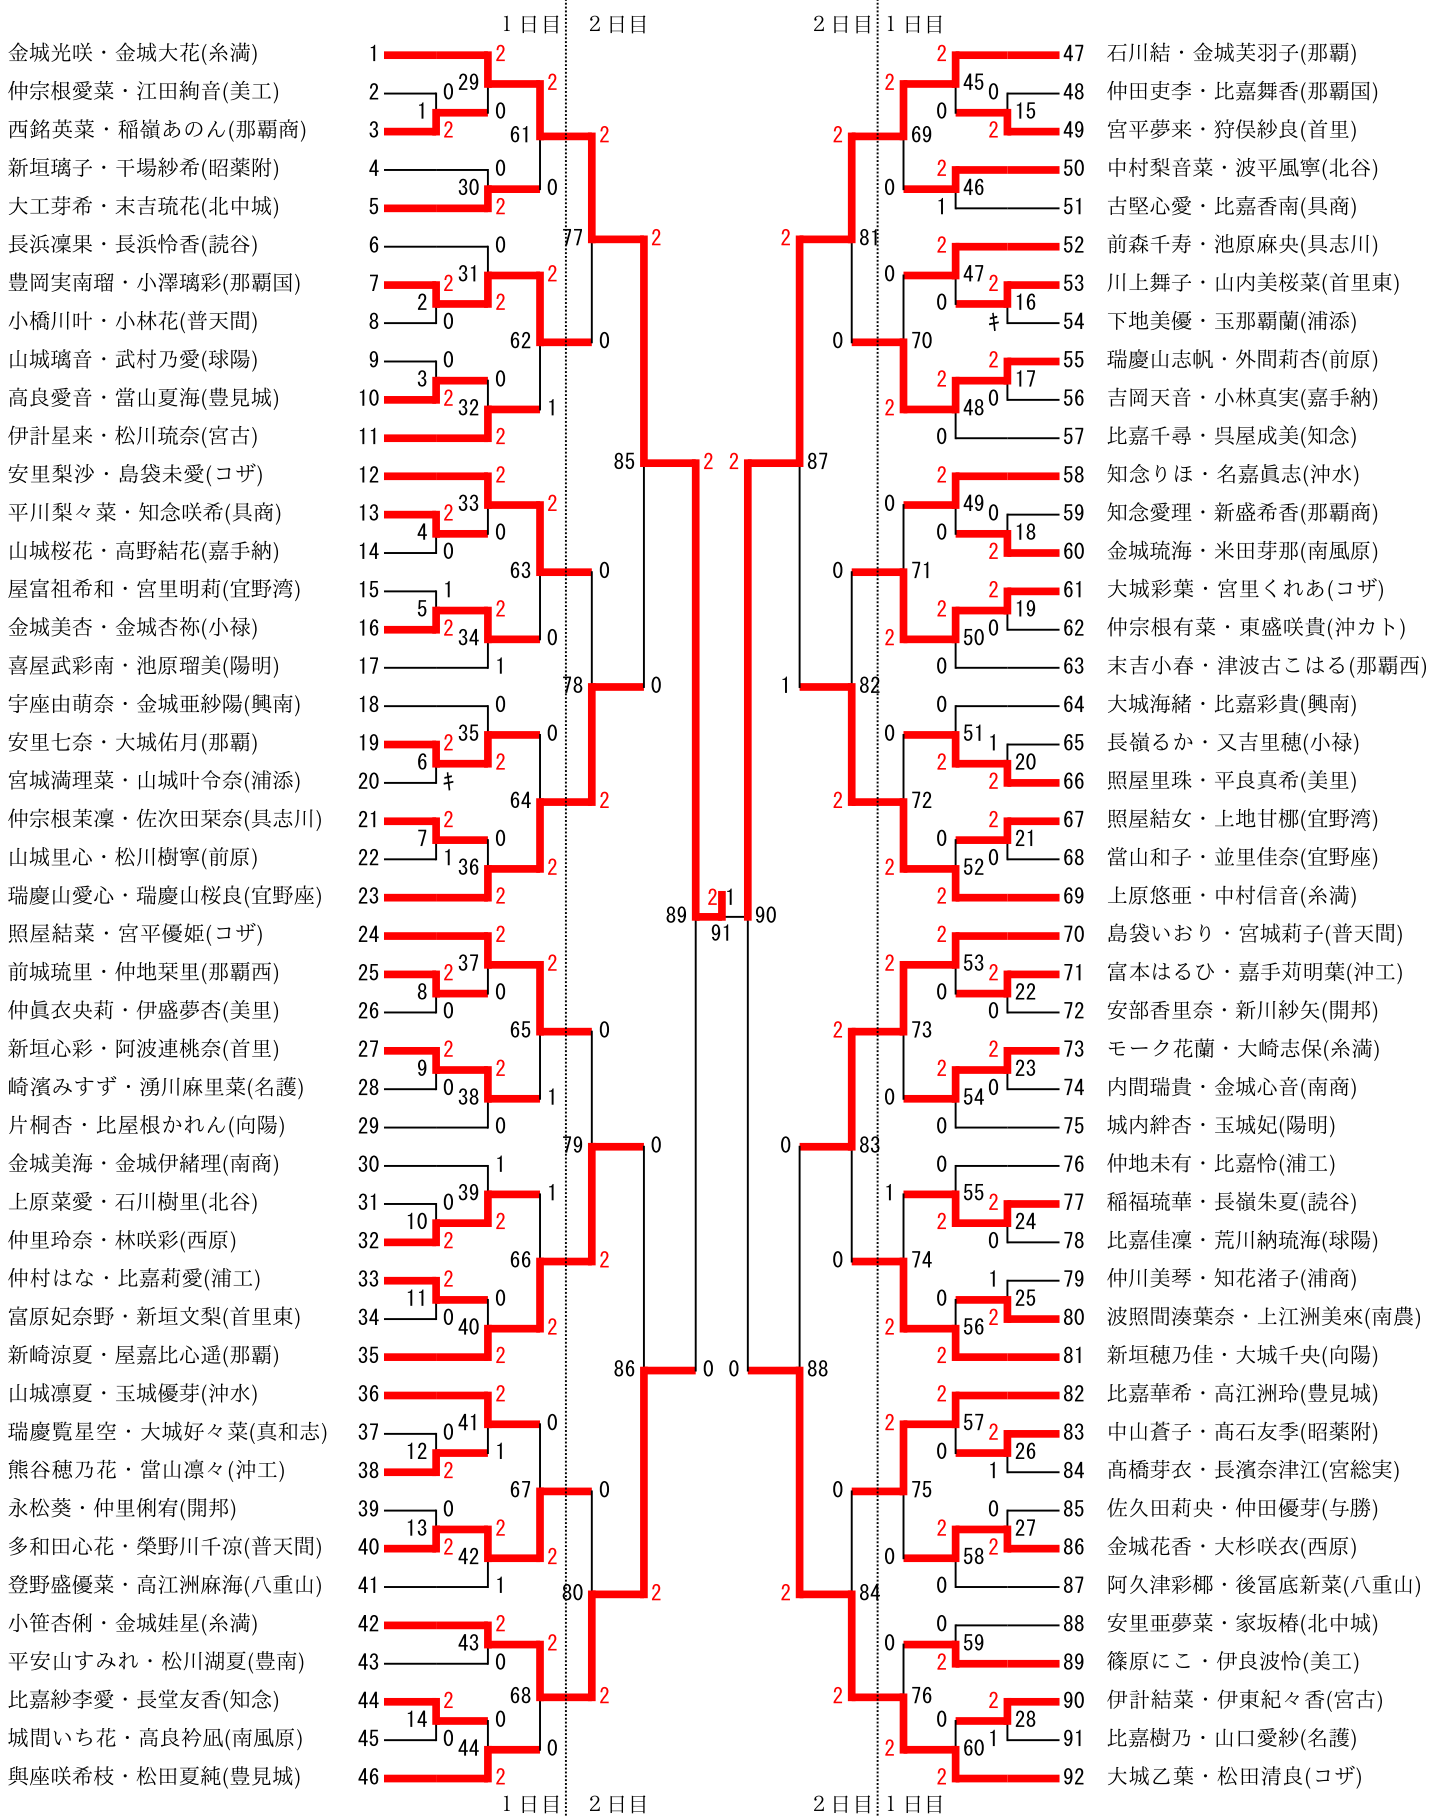 1日目 2日目 2日目 1日目
金城光咲・金城大花(糸満) 1
仲宗根愛菜・江田絢音(美工) 2
西銘英菜・稲嶺あのん(那覇商) 3
新垣璃子・干場紗希(昭薬附) 4
大工芽希・末吉琉花(北中城) 5
長浜凜果・長浜怜香(読谷) 6
豊岡実南瑠・小澤璃彩(那覇国) 7
小橋川叶・小林花(普天間) 8
山城璃音・武村乃愛(球陽) 9
高良愛音・當山夏海(豊見城) 10
伊計星来・松川琉奈(宮古) 11
安里梨沙・島袋未愛(コザ) 12
平川梨々菜・知念咲希(具商) 13
山城桜花・高野結花(嘉手納) 14
屋富祖希和・宮里明莉(宜野湾) 15
金城美杏・金城杏祢(小禄) 16
喜屋武彩南・池原瑠美(陽明) 17
宇座由萌奈・金城亜紗陽(興南) 18
安里七奈・大城佑月(那覇) 19
宮城満理菜・山城叶令奈(浦添) 20
仲宗根茉凜・佐次田栞奈(具志川) 21
山城里心・松川樹寧(前原) 22
瑞慶山愛心・瑞慶山桜良(宜野座) 23
照屋結菜・宮平優姫(コザ) 24
前城琉里・仲地栞里(那覇西) 25
仲眞衣央莉・伊盛夢杏(美里) 26
新垣心彩・阿波連桃奈(首里) 27
崎濱みすず・湧川麻里菜(名護) 28
片桐杏・比屋根かれん(向陽) 29
金城美海・金城伊緒理(南商) 30
上原菜愛・石川樹里(北谷) 31
仲里玲奈・林咲彩(西原) 32
仲村はな・比嘉莉愛(浦工) 33
富原妃奈野・新垣文梨(首里東) 34
新崎涼夏・屋嘉比心遥(那覇) 35
山城凛夏・玉城優芽(沖水) 36
瑞慶覧星空・大城好々菜(真和志) 37
熊谷穂乃花・當山凛々(沖工) 38
永松葵・仲里俐宥(開邦) 39
多和田心花・榮野川千凉(普天間) 40
登野盛優菜・高江洲麻海(八重山) 41
小笹杏俐・金城娃星(糸満) 42
平安山すみれ・松川湖夏(豊南) 43
比嘉紗李愛・長堂友香(知念) 44
城間いち花・高良衿凪(南風原) 45
與座咲希枝・松田夏純(豊見城) 46
47 石川結・金城芙羽子(那覇)
48 仲田吏李・比嘉舞香(那覇国)
49 宮平夢来・狩俣紗良(首里)
50 中村梨音菜・波平風寧(北谷)
51 古堅心愛・比嘉香南(具商)
52 前森千寿・池原麻央(具志川)
53 川上舞子・山内美桜菜(首里東)
54 下地美優・玉那覇蘭(浦添)
55 瑞慶山志帆・外間莉杏(前原)
56 吉岡天音・小林真実(嘉手納)
57 比嘉千尋・呉屋成美(知念)
58 知念りほ・名嘉眞志(沖水)
59 知念愛理・新盛希香(那覇商)
60 金城琉海・米田芽那(南風原)
61 大城彩葉・宮里くれあ(コザ)
62 仲宗根有菜・東盛咲貴(沖カト)
63 末吉小春・津波古こはる(那覇西)
64 大城海緒・比嘉彩貴(興南)
65 長嶺るか・又吉里穂(小禄)
66 照屋里珠・平良真希(美里)
67 照屋結女・上地甘梛(宜野湾)
68 當山和子・並里佳奈(宜野座)
69 上原悠亜・中村信音(糸満)
70 島袋いおり・宮城莉子(普天間)
71 富本はるひ・嘉手苅明葉(沖工)
72 安部香里奈・新川紗矢(開邦)
73 モーク花蘭・大崎志保(糸満)
74 内間瑞貴・金城心音(南商)
75 城内絆杏・玉城妃(陽明)
76 仲地未有・比嘉怜(浦工)
77 稲福琉華・長嶺朱夏(読谷)
78 比嘉佳凜・荒川納琉海(球陽)
79 仲川美琴・知花渚子(浦商)
80 波照間湊葉奈・上江洲美來(南農)
81 新垣穂乃佳・大城千央(向陽)
82 比嘉華希・高江洲玲(豊見城)
83 中山蒼子・髙石友季(昭薬附)
84 髙橋芽衣・長濱奈津江(宮総実)
85 佐久田莉央・仲田優芽(与勝)
86 金城花香・大杉咲衣(西原)
87 阿久津彩椰・後冨底新菜(八重山)
88 安里亜夢菜・家坂椿(北中城)
89 篠原にこ・伊良波怜(美工)
90 伊計結菜・伊東紀々香(宮古)
91 比嘉樹乃・山口愛紗(名護)
92 大城乙葉・松田清良(コザ)
1日目 2日目 2日目 1日目